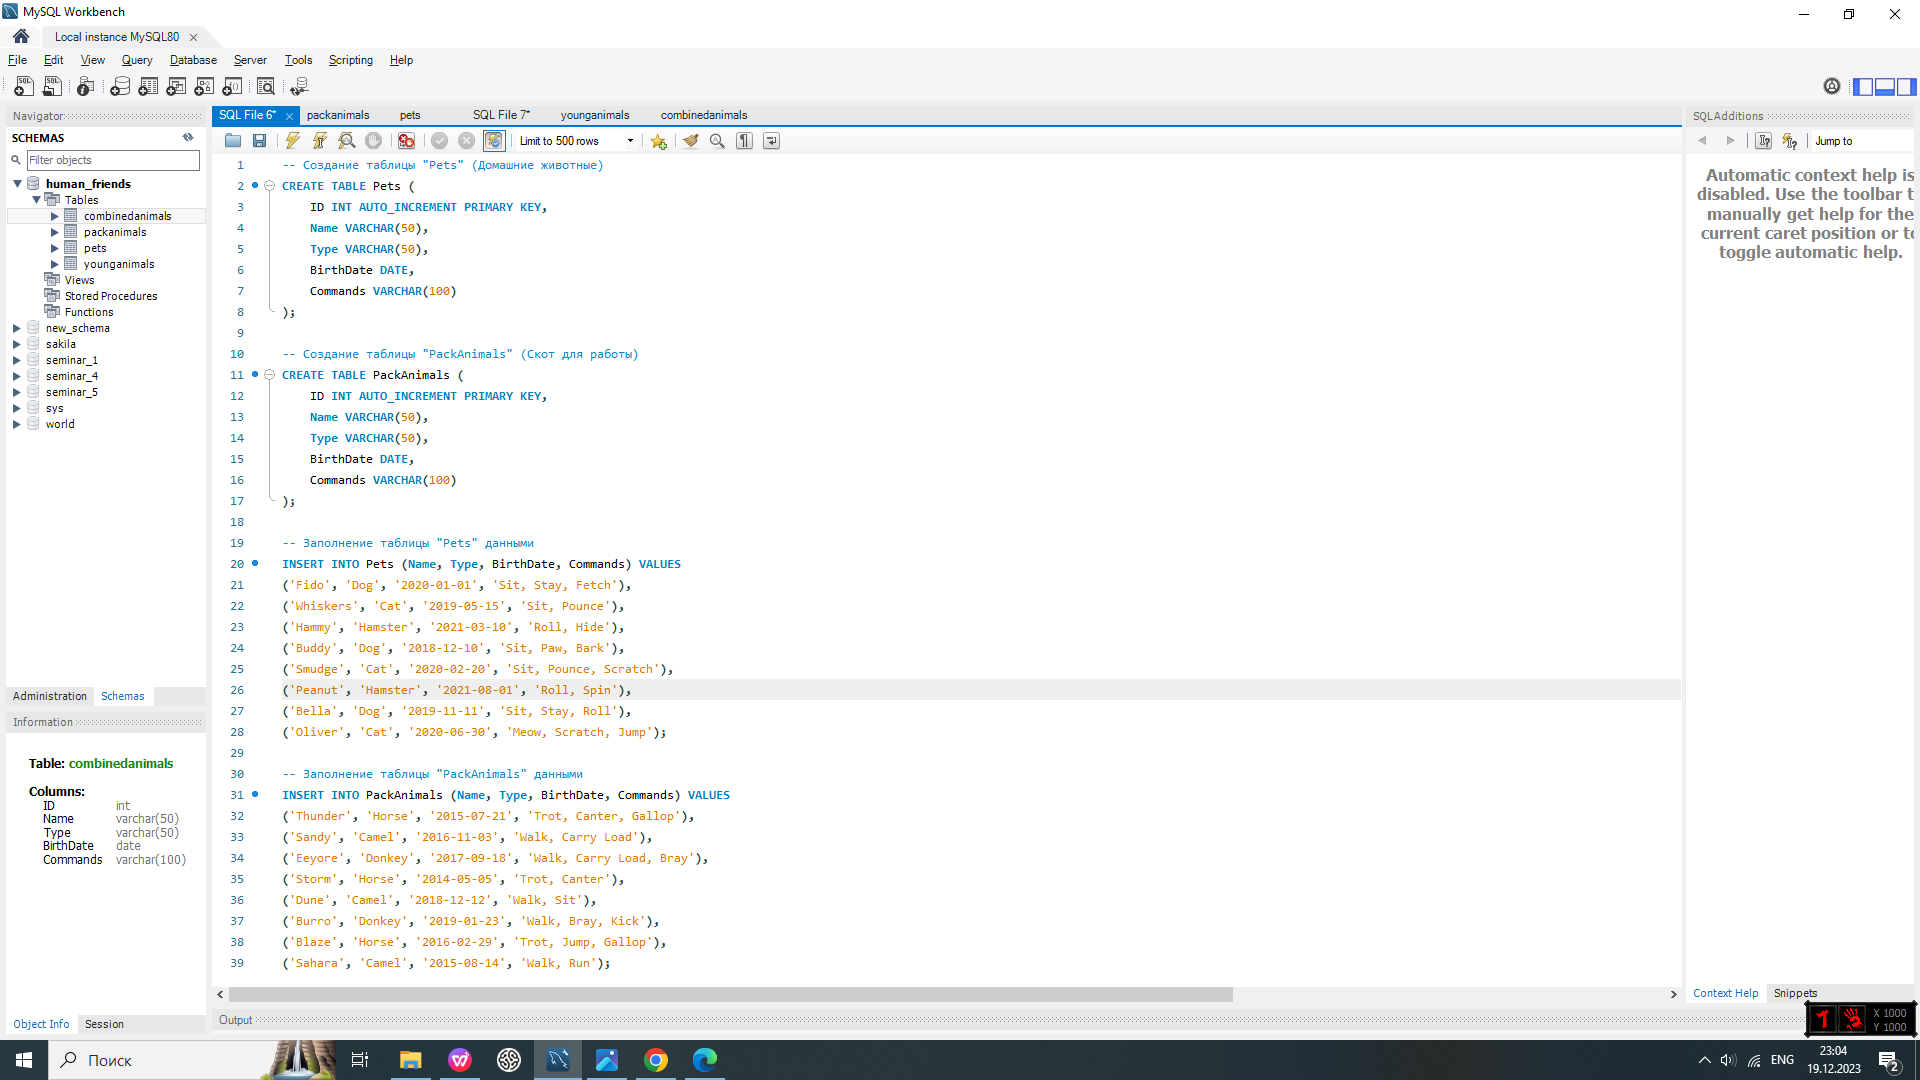 MySQL Workbench
Local instance MySQL80
File Edit View Query Database Server Tools Scripting Help
Navigator
SCHEMAS
Filter objects
human_friends
Tables
combinedanimals
packanimals
pets
younganimals
Views
Stored Procedures
Functions
new_schema
sakila
seminar_1
seminar_4
seminar_5
sys
world
Administration Schemas
Information
Table: combinedanimals
Columns:
ID int
Name varchar(50)
Type varchar(50)
BirthDate date
Commands varchar(100)
Object Info Session
SQL File 6* packanimals pets SQL File 7* younganimals combinedanimals
Limit to 500 rows
1 -- Создание таблицы "Pets" (Домашние животные)
2 CREATE TABLE Pets (
3 ID INT AUTO_INCREMENT PRIMARY KEY,
4 Name VARCHAR(50),
5 Type VARCHAR(50),
6 BirthDate DATE,
7 Commands VARCHAR(100)
8 );
9
10 -- Создание таблицы "PackAnimals" (Скот для работы)
11 CREATE TABLE PackAnimals (
12 ID INT AUTO_INCREMENT PRIMARY KEY,
13 Name VARCHAR(50),
14 Type VARCHAR(50),
15 BirthDate DATE,
16 Commands VARCHAR(100)
17 );
18
19 -- Заполнение таблицы "Pets" данными
20 INSERT INTO Pets (Name, Type, BirthDate, Commands) VALUES
21 ('Fido', 'Dog', '2020-01-01', 'Sit, Stay, Fetch'),
22 ('Whiskers', 'Cat', '2019-05-15', 'Sit, Pounce'),
23 ('Hammy', 'Hamster', '2021-03-10', 'Roll, Hide'),
24 ('Buddy', 'Dog', '2018-12-10', 'Sit, Paw, Bark'),
25 ('Smudge', 'Cat', '2020-02-20', 'Sit, Pounce, Scratch'),
26 ('Peanut', 'Hamster', '2021-08-01', 'Roll, Spin'),
27 ('Bella', 'Dog', '2019-11-11', 'Sit, Stay, Roll'),
28 ('Oliver', 'Cat', '2020-06-30', 'Meow, Scratch, Jump');
29
30 -- Заполнение таблицы "PackAnimals" данными
31 INSERT INTO PackAnimals (Name, Type, BirthDate, Commands) VALUES
32 ('Thunder', 'Horse', '2015-07-21', 'Trot, Canter, Gallop'),
33 ('Sandy', 'Camel', '2016-11-03', 'Walk, Carry Load'),
34 ('Eeyore', 'Donkey', '2017-09-18', 'Walk, Carry Load, Bray'),
35 ('Storm', 'Horse', '2014-05-05', 'Trot, Canter'),
36 ('Dune', 'Camel', '2018-12-12', 'Walk, Sit'),
37 ('Burro', 'Donkey', '2019-01-23', 'Walk, Bray, Kick'),
38 ('Blaze', 'Horse', '2016-02-29', 'Trot, Jump, Gallop'),
39 ('Sahara', 'Camel', '2015-08-14', 'Walk, Run');
Output
SQLAdditions
Jump to
Automatic context help is
disabled. Use the toolbar t
manually get help for the
current caret position or to
toggle automatic help.
Context Help Snippets
X 1000
Y 1000
Поиск
ENG
23:04
19.12.2023
2